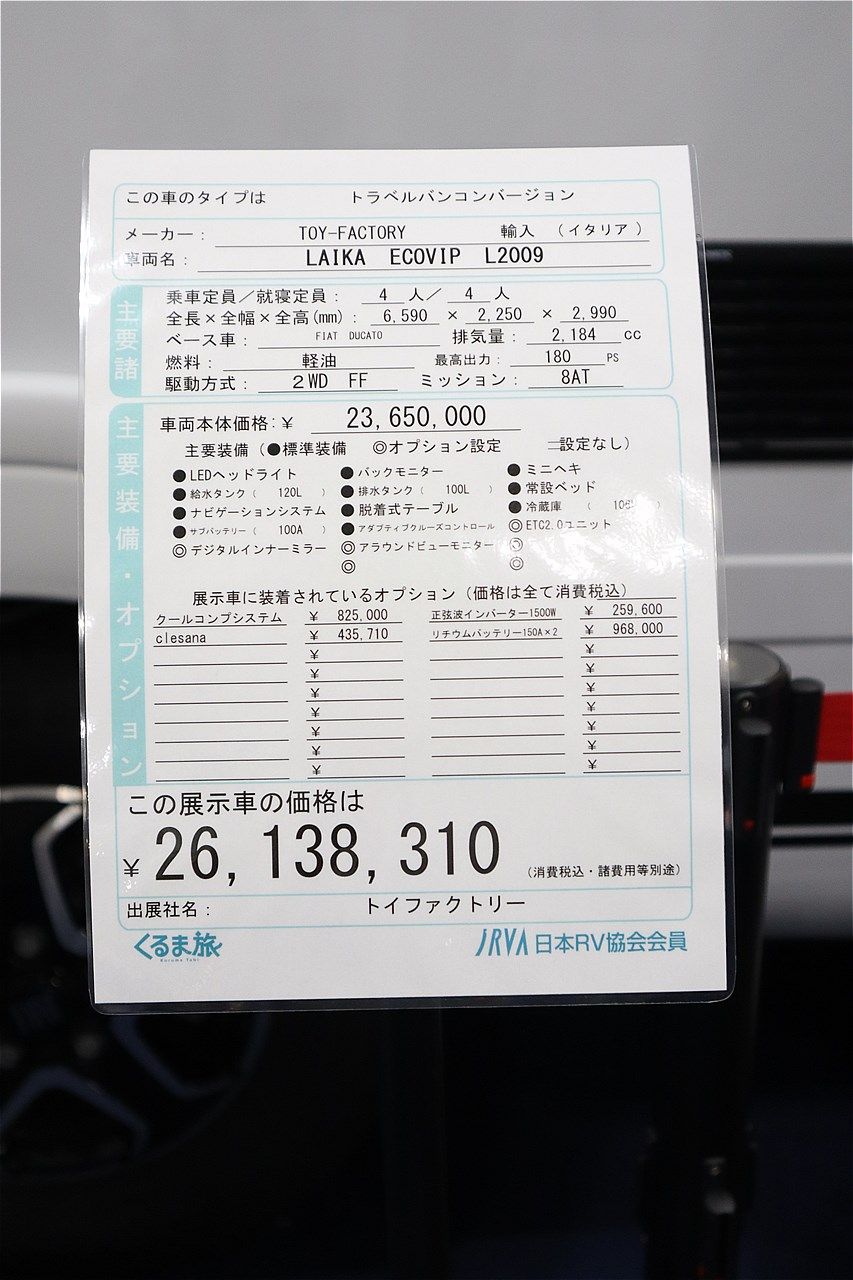 この車のタイプは トラベルバンコンバージョン
メーカー： TOY-FACTORY 輸入 （イタリア）
車両名： LAIKA ECOVIP L2009
主要諸
乗車定員／就寝定員： 4 人／ 4 人
全長×全幅×全高(mm)： 6,590 × 2,250 × 2,990
ベース車： FIAT DUCATO 排気量： 2,184 cc
燃料： 軽油 最高出力： 180 PS
駆動方式： 2WD FF ミッション： 8AT
主要装備・オプション
車両本体価格：¥ 23,650,000
主要装備（●標準装備 ◎オプション設定 二設定なし）
●LEDヘッドライト ●バックモニター ●ミニヘキ
●給水タンク（ 120L ） ●排水タンク（ 100L ） ●常設ベッド
●ナビゲーションシステム ●脱着式テーブル ●冷蔵庫（
●サブバッテリー（ 100A ） ●アダプティブクルーズコントロール ◎ETC2.0ユニット
◎デジタルインナーミラー ◎アラウンドビューモニター ◎
◎ ◎
展示車に装着されているオプション（価格は全て消費税込）
クールコンプシステム ¥ 825,000 正弦波インバーター1500W ¥ 259,600
clesana ¥ 435,710 リチウムバッテリー150A×2 ¥ 968,000
¥ ¥
¥ ¥
¥ ¥
¥ ¥
¥ ¥
¥ ¥
¥ ¥
この展示車の価格は
¥ 26,138,310 （消費税込・諸費用等別途）
出展社名： トイファクトリー
くるま旅 JRVA 日本RV協会会員
Kuruma Tabi